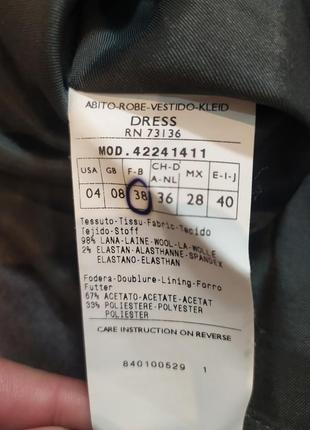 ABITO-ROBE-VESTIDO-KLEID
DRESS
RN 73136
MOD. 42241411
USA GB F-B CH-D A-NL MX E-I-J
04 08 38 36 28 40
Tessuto-Tissu-Fabric-Tecido
Tejido-Stoff
98% LANA-LAINE-WOOL-LA-WOLLE
2% ELASTAN-ALASTHANNE-SPANDEX
ELASTANO-ELASTHAN
Fodera-Doublure-Lining-Forro
Futter
67% ACETATO-ACETATE-ACETAT
33% POLIESTERE-POLYESTER
POLIESTER
CARE INSTRUCTION ON REVERSE
840100529 1